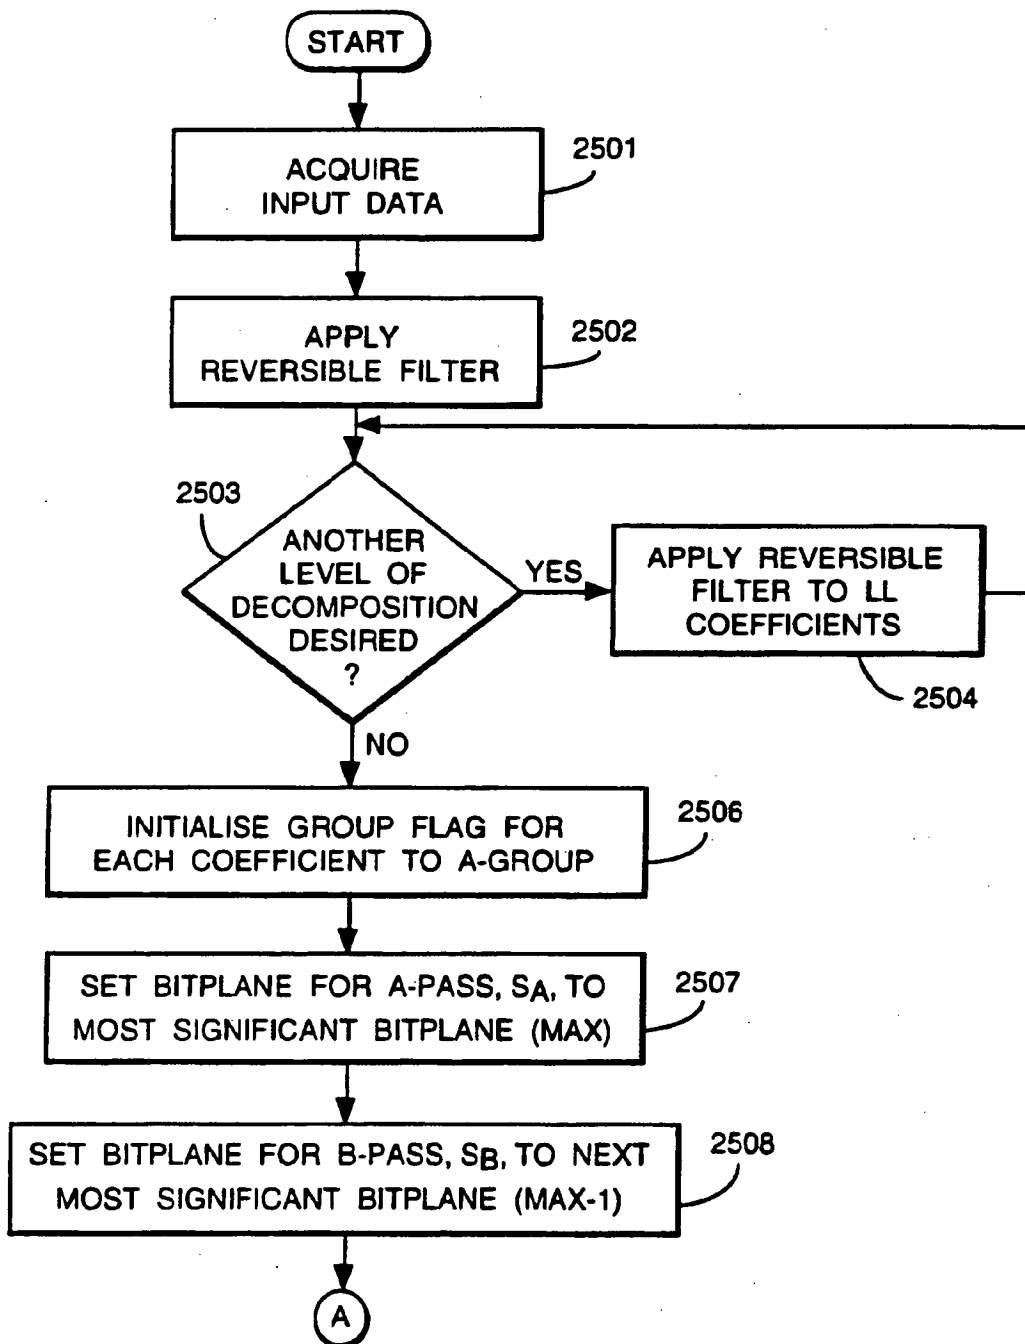 START
ACQUIRE
INPUT DATA
2501
APPLY
REVERSIBLE FILTER
2502
2503
ANOTHER
LEVEL OF
DECOMPOSITION
DESIRED
?
YES
APPLY REVERSIBLE
FILTER TO LL
COEFFICIENTS
2504
NO
INITIALISE GROUP FLAG FOR
EACH COEFFICIENT TO A-GROUP
2506
SET BITPLANE FOR A-PASS, SA, TO
MOST SIGNIFICANT BITPLANE (MAX)
2507
SET BITPLANE FOR B-PASS, SB, TO NEXT
MOST SIGNIFICANT BITPLANE (MAX-1)
2508
A